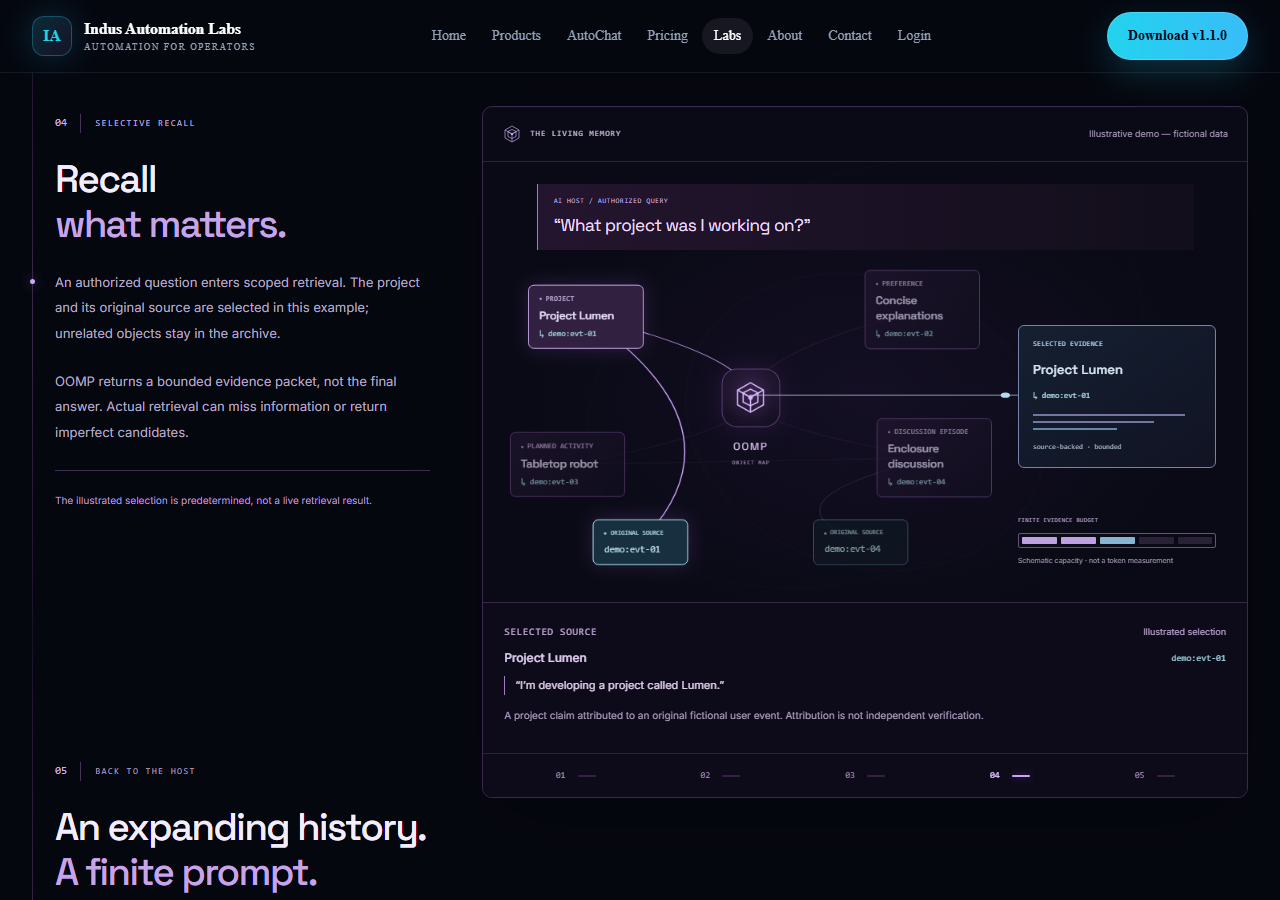 IA
Indus Automation Labs
AUTOMATION FOR OPERATORS
Home
Products
AutoChat
Pricing
Labs
About
Contact
Login
Download v1.1.0
04
SELECTIVE RECALL
Recall
what matters.
An authorized question enters scoped retrieval. The project
and its original source are selected in this example;
unrelated objects stay in the archive.
OOMP returns a bounded evidence packet, not the final
answer. Actual retrieval can miss information or return
imperfect candidates.
The illustrated selection is predetermined, not a live retrieval result.
05
BACK TO THE HOST
An expanding history.
A finite prompt.
THE LIVING MEMORY
Illustrative demo — fictional data
AI HOST / AUTHORIZED QUERY
“What project was I working on?”
PROJECT
Project Lumen
↳ demo:evt-01
PREFERENCE
Concise
explanations
↳ demo:evt-02
OOMP
OBJECT MAP
PLANNED ACTIVITY
Tabletop robot
↳ demo:evt-03
DISCUSSION EPISODE
Enclosure
discussion
↳ demo:evt-04
ORIGINAL SOURCE
demo:evt-01
ORIGINAL SOURCE
demo:evt-04
SELECTED EVIDENCE
Project Lumen
↳ demo:evt-01
source-backed · bounded
FINITE EVIDENCE BUDGET
Schematic capacity · not a token measurement
SELECTED SOURCE
Illustrated selection
Project Lumen
demo:evt-01
“I’m developing a project called Lumen.”
A project claim attributed to an original fictional user event. Attribution is not independent verification.
01
02
03
04
05